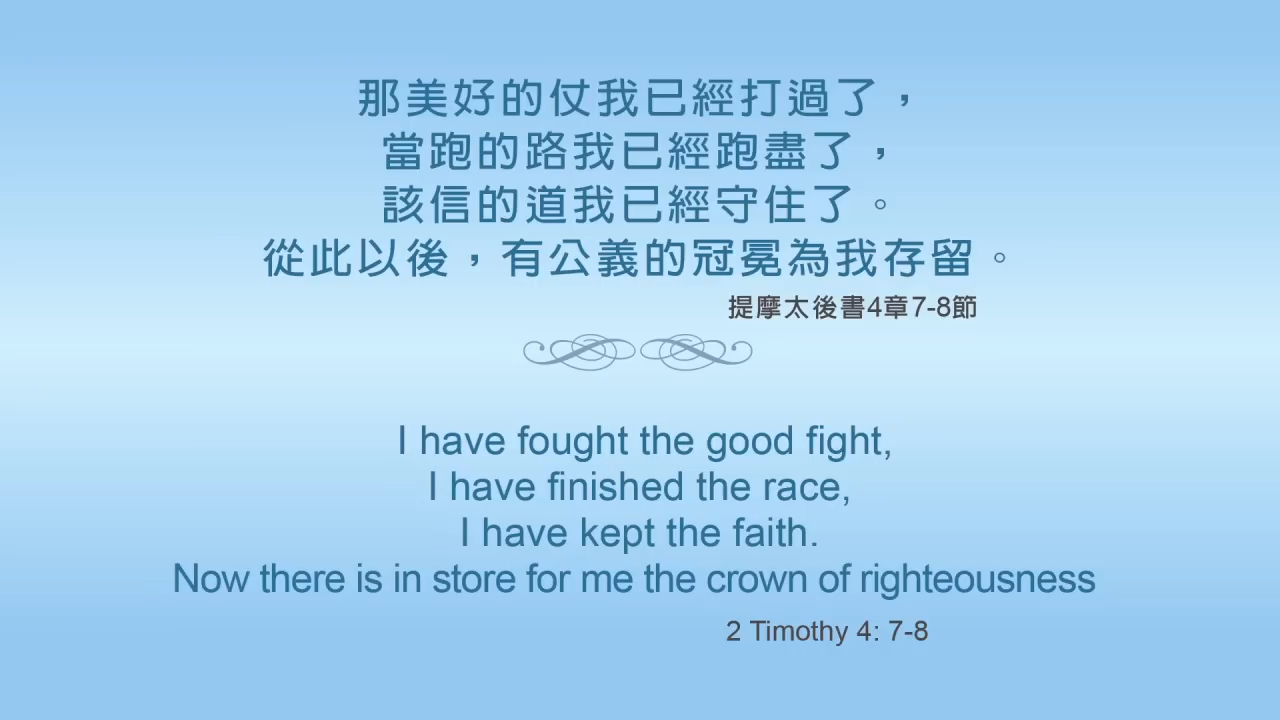 那美好的仗我已經打過了，
當跑的路我已經跑盡了，
該信的道我已經守住了。
從此以後，有公義的冠冕為我存留。
提摩太後書4章7-8節
I have fought the good fight,
I have finished the race,
I have kept the faith.
Now there is in store for me the crown of righteousness
2 Timothy 4: 7-8